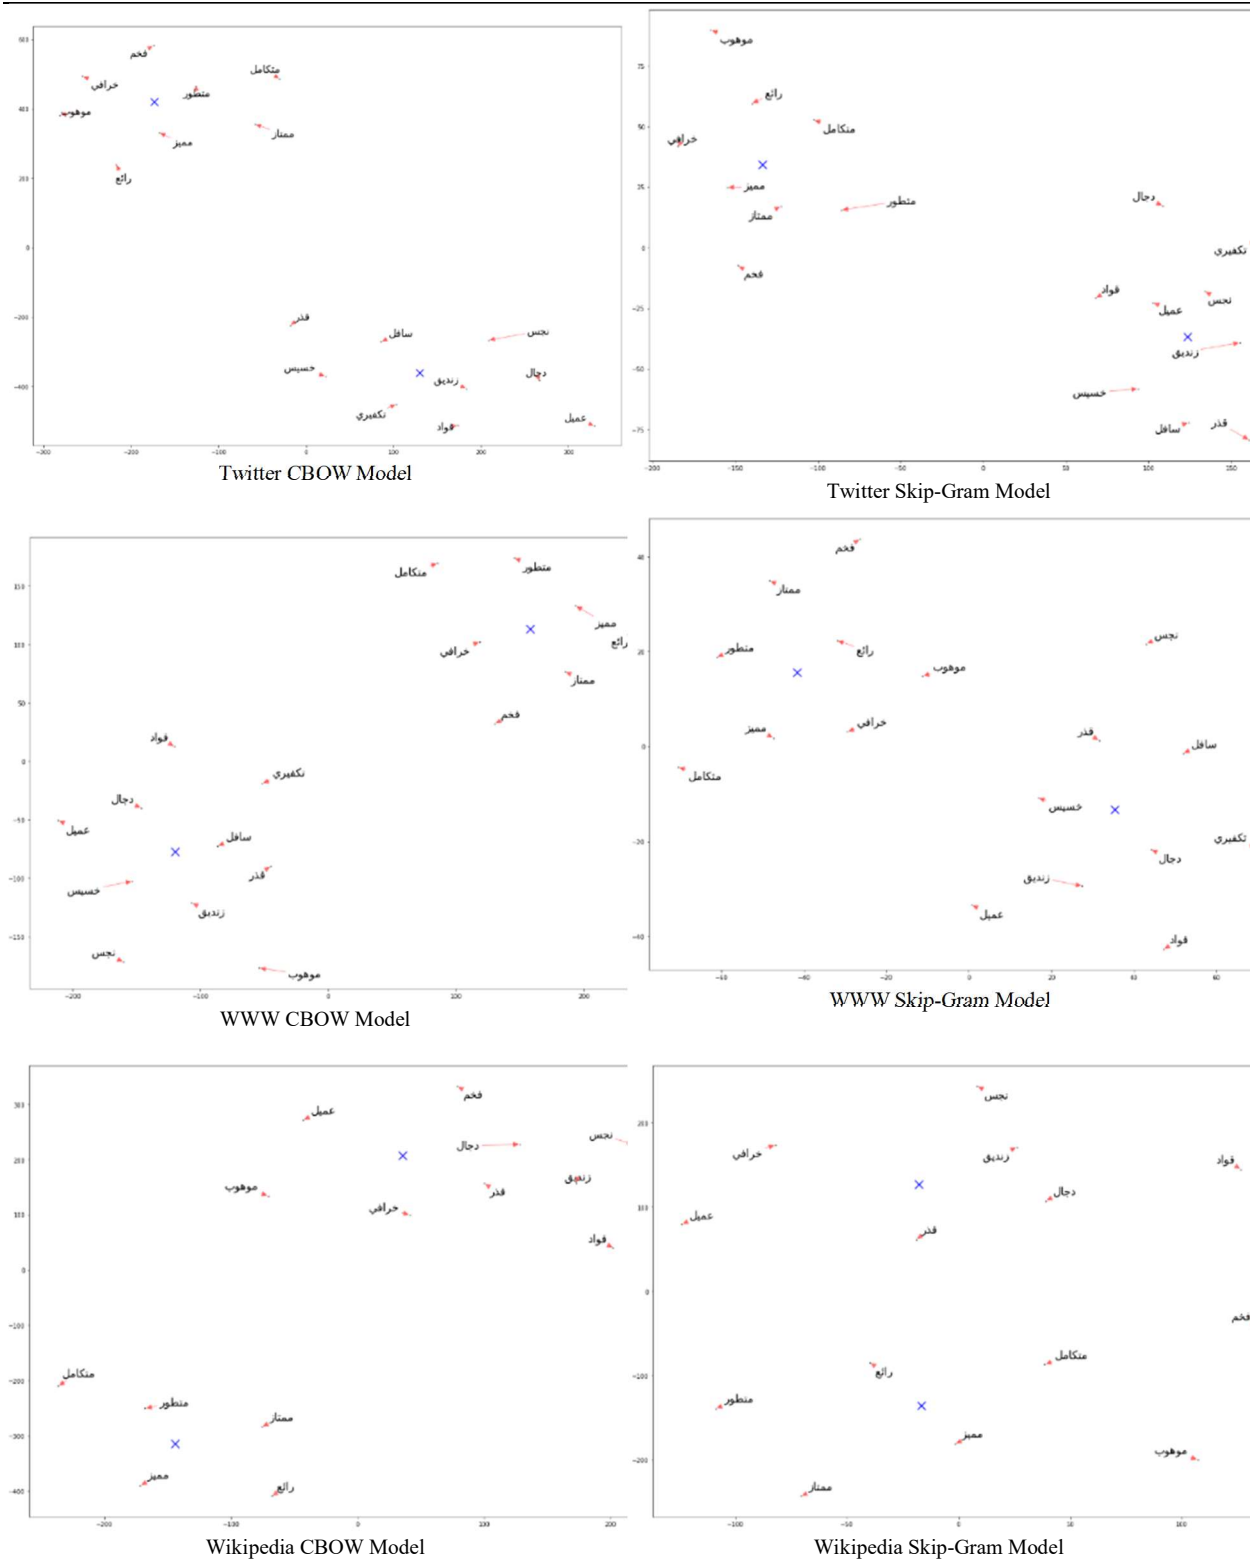 فخم
خرافي
متكامل
متطور
موهوب
مميز
ممتاز
رائع
قذر
سافل
نجس
خسيس
زنديق
دجال
تكفيري
قواد
عميل
Twitter CBOW Model
موهوب
رائع
متكامل
خرافي
مميز
ممتاز
متطور
فخم
دجال
تكفيري
قواد
عميل
نجس
زنديق
خسيس
سافل
قذر
Twitter Skip-Gram Model
متكامل
متطور
مميز
رائع
خرافي
ممتاز
فخم
قواد
تكفيري
دجال
عميل
سافل
خسيس
قذر
زنديق
نجس
موهوب
WWW CBOW Model
فخم
ممتاز
متطور
رائع
موهوب
نجس
مميز
خرافي
قذر
سافل
متكامل
خسيس
تكفيري
دجال
زنديق
عميل
قواد
WWW Skip-Gram Model
فخم
عميل
دجال
نجس
موهوب
قذر
زنديق
خرافي
قواد
متكامل
متطور
ممتاز
مميز
رائع
Wikipedia CBOW Model
نجس
خرافي
زنديق
قواد
دجال
عميل
قذر
فخم
متكامل
رائع
متطور
مميز
موهوب
ممتاز
Wikipedia Skip-Gram Model